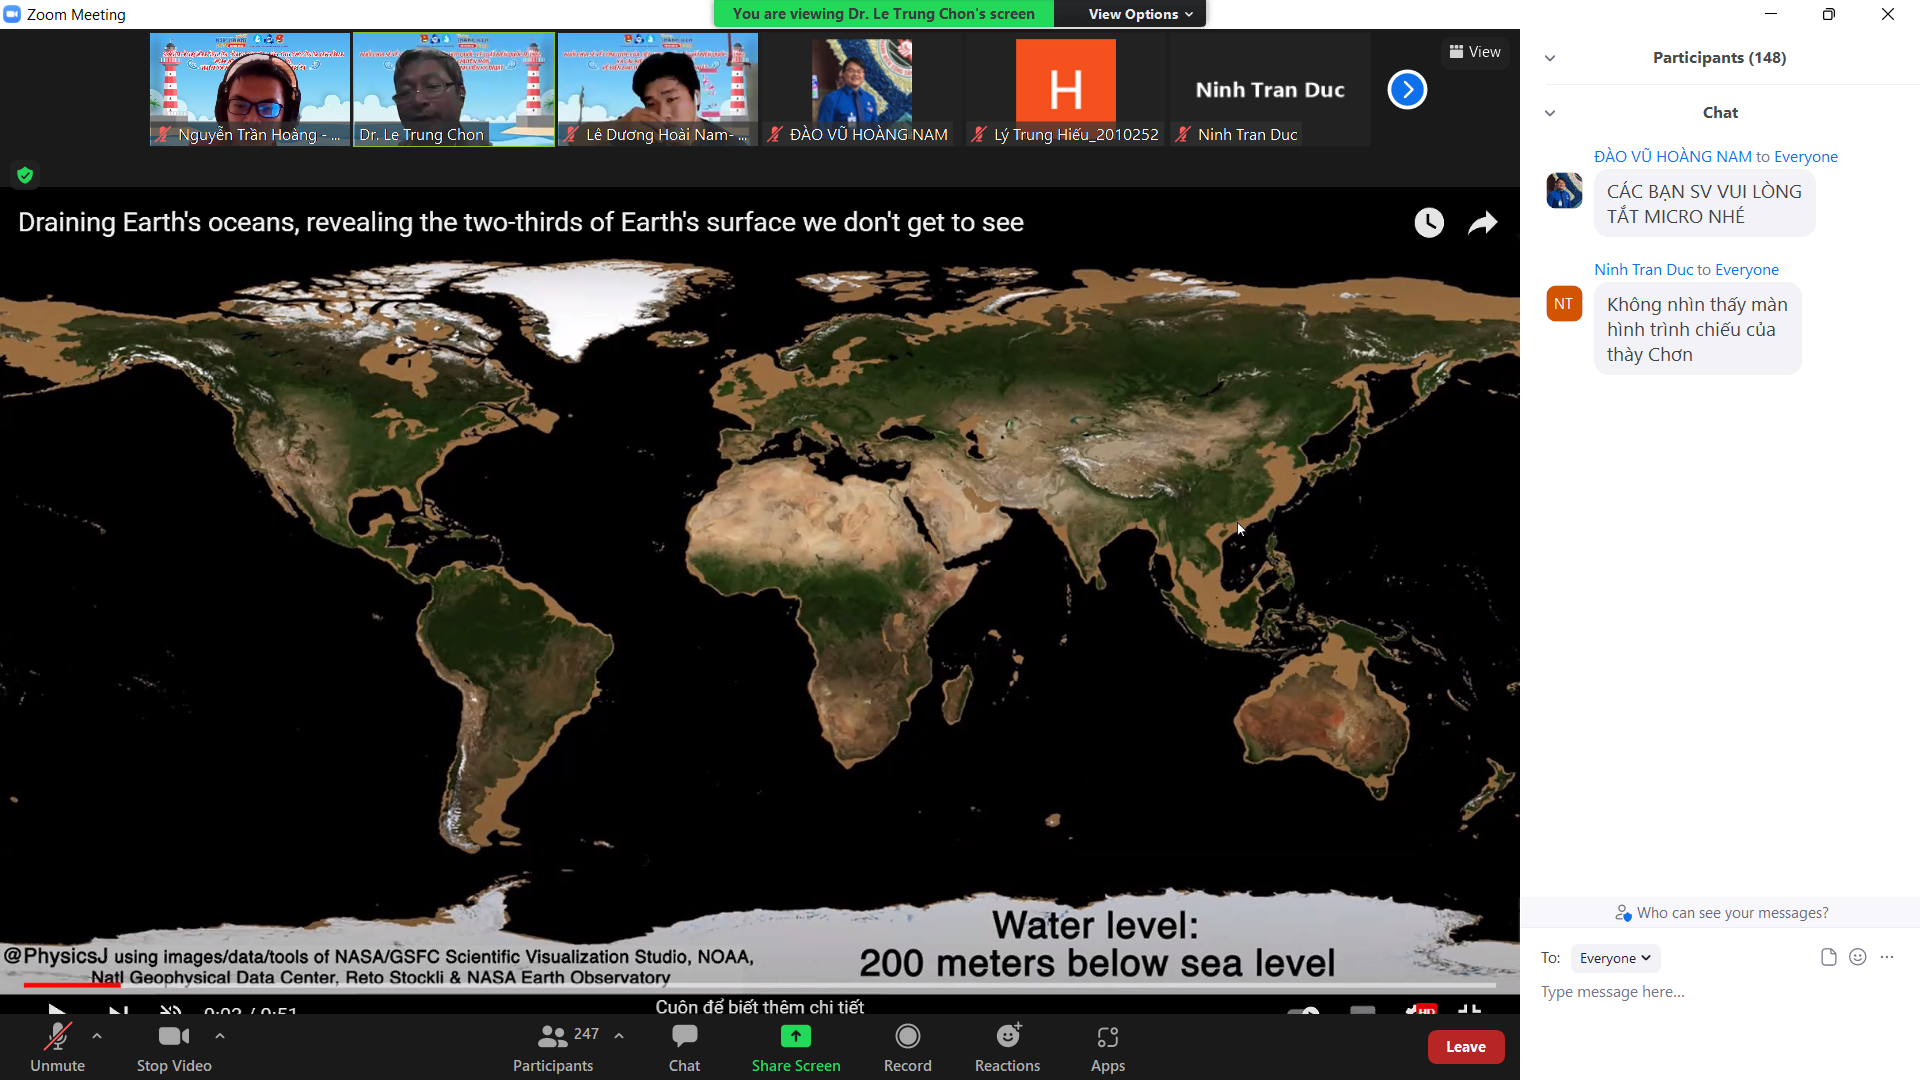 Zoom Meeting
You are viewing Dr. Le Trung Chon's screen
View Options
View
H
Ninh Tran Duc
Nguyễn Trần Hoàng - ...
Dr. Le Trung Chon
Lê Dương Hoài Nam- ...
ĐÀO VŨ HOÀNG NAM
Lý Trung Hiếu_2010252
Ninh Tran Duc
Draining Earth's oceans, revealing the two-thirds of Earth's surface we don't get to see
Water level:
200 meters below sea level
@PhysicsJ using images/data/tools of NASA/GSFC Scientific Visualization Studio, NOAA,
Natl Geophysical Data Center, Reto Stockli & NASA Earth Observatory
0:03 / 0:51
Cuộn để biết thêm chi tiết
HD
Unmute
Stop Video
247
Participants
Chat
Share Screen
Record
Reactions
Apps
Leave
Participants (148)
Chat
ĐÀO VŨ HOÀNG NAM to Everyone
CÁC BẠN SV VUI LÒNG
TẮT MICRO NHÉ
Ninh Tran Duc to Everyone
NT
Không nhìn thấy màn
hình trình chiếu của
thày Chơn
Who can see your messages?
To:
Everyone
Type message here...